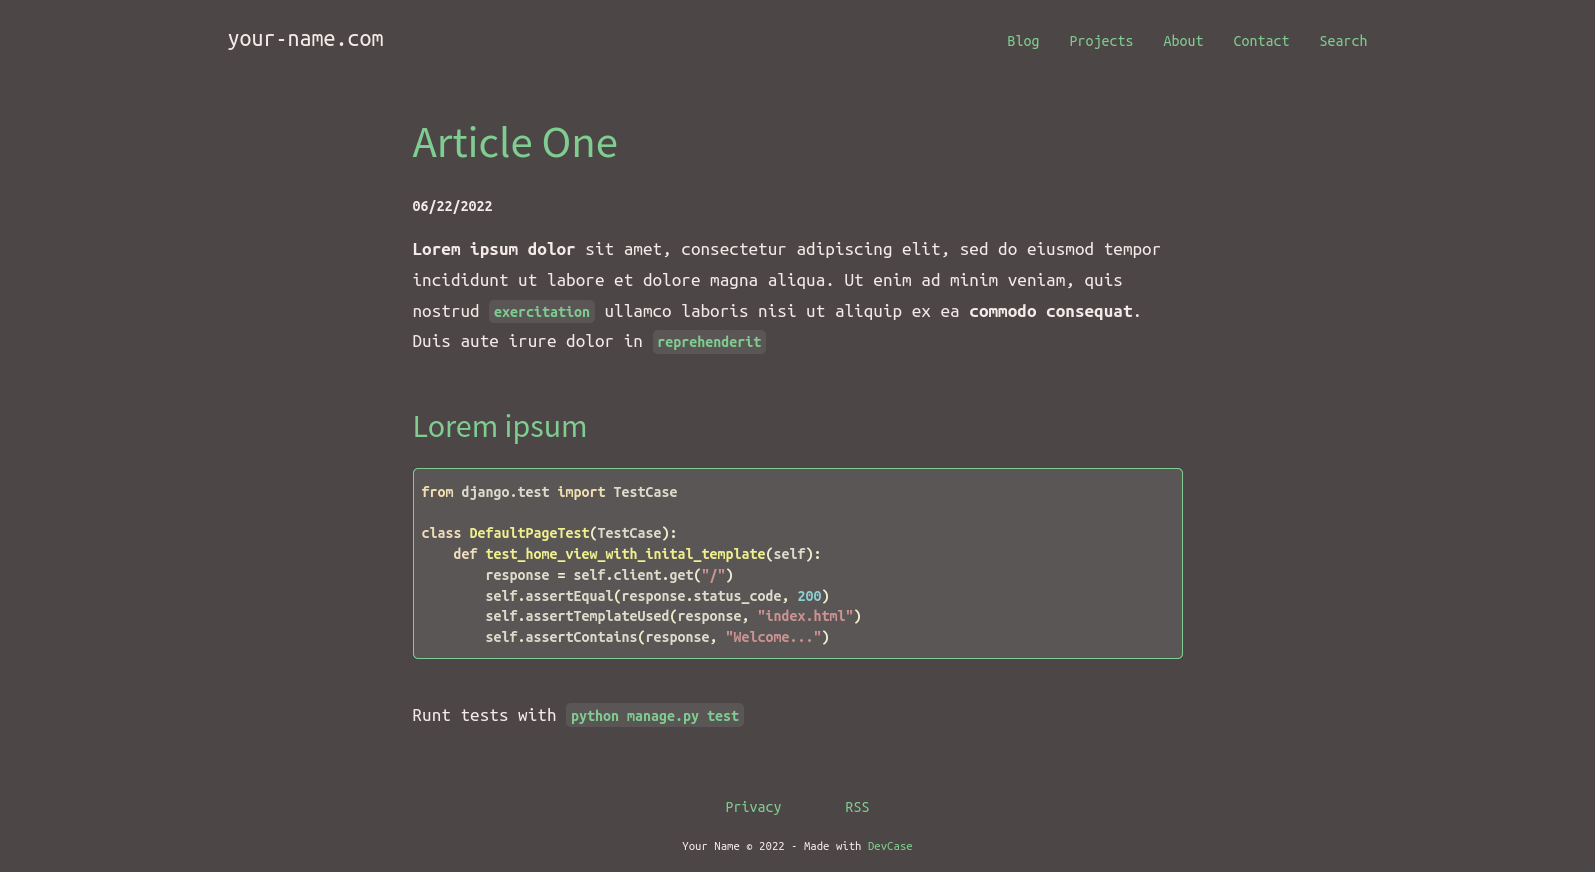 your-name.com
Blog Projects About Contact Search
Article One
06/22/2022
Lorem ipsum dolor sit amet, consectetur adipiscing elit, sed do eiusmod tempor
incididunt ut labore et dolore magna aliqua. Ut enim ad minim veniam, quis
nostrud exercitation ullamco laboris nisi ut aliquip ex ea commodo consequat.
Duis aute irure dolor in reprehenderit
Lorem ipsum
from django.test import TestCase
class DefaultPageTest(TestCase):
    def test_home_view_with_inital_template(self):
        response = self.client.get("/")
        self.assertEqual(response.status_code, 200)
        self.assertTemplateUsed(response, "index.html")
        self.assertContains(response, "Welcome...")
Runt tests with python manage.py test
Privacy RSS
Your Name © 2022 - Made with DevCase